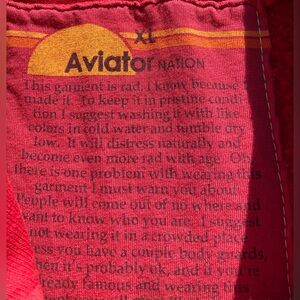 XL
Aviator NATION
This garment is rad. I know because I
made it. To keep it in pristine condi-
tion I suggest washing it with like
colors in cold water and tumble dry
low. It will distress naturally and
become even more rad with age. Oh
there is one problem with wearing this
garment I must warn you about.
People will come out of no where and
want to know who you are. I suggest
not wearing it in a crowded place
less you have a couple body guards,
then it's probably ok, and if you're
ready famous and wearing this